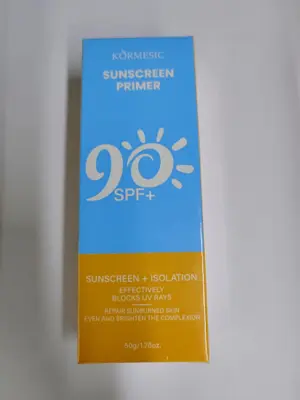 KORMESIC
SUNSCREEN
PRIMER
90
SPF+
SUNSCREEN + ISOLATION
EFFECTIVELY
BLOCKS UV RAYS
REPAIR SUNBURNED SKIN
EVEN AND BRIGHTEN THE COMPLEXION
50g/1.76oz.